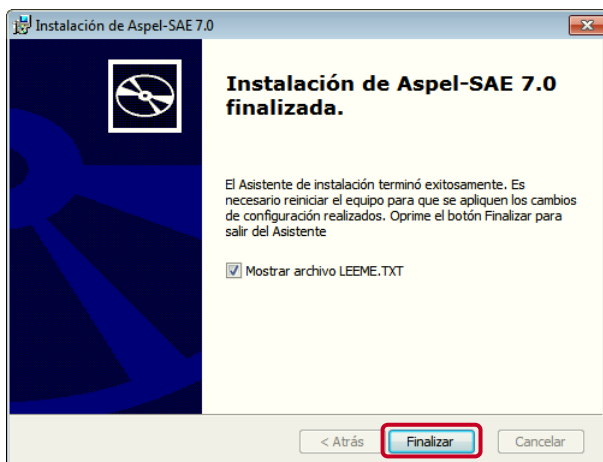 Instalación de Aspel-SAE 7.0
Instalación de Aspel-SAE 7.0
finalizada.
El Asistente de instalación terminó exitosamente. Es
necesario reiniciar el equipo para que se apliquen los cambios
de configuración realizados. Oprime el botón Finalizar para
salir del Asistente
Mostrar archivo LEEME.TXT
< Atrás Finalizar Cancelar